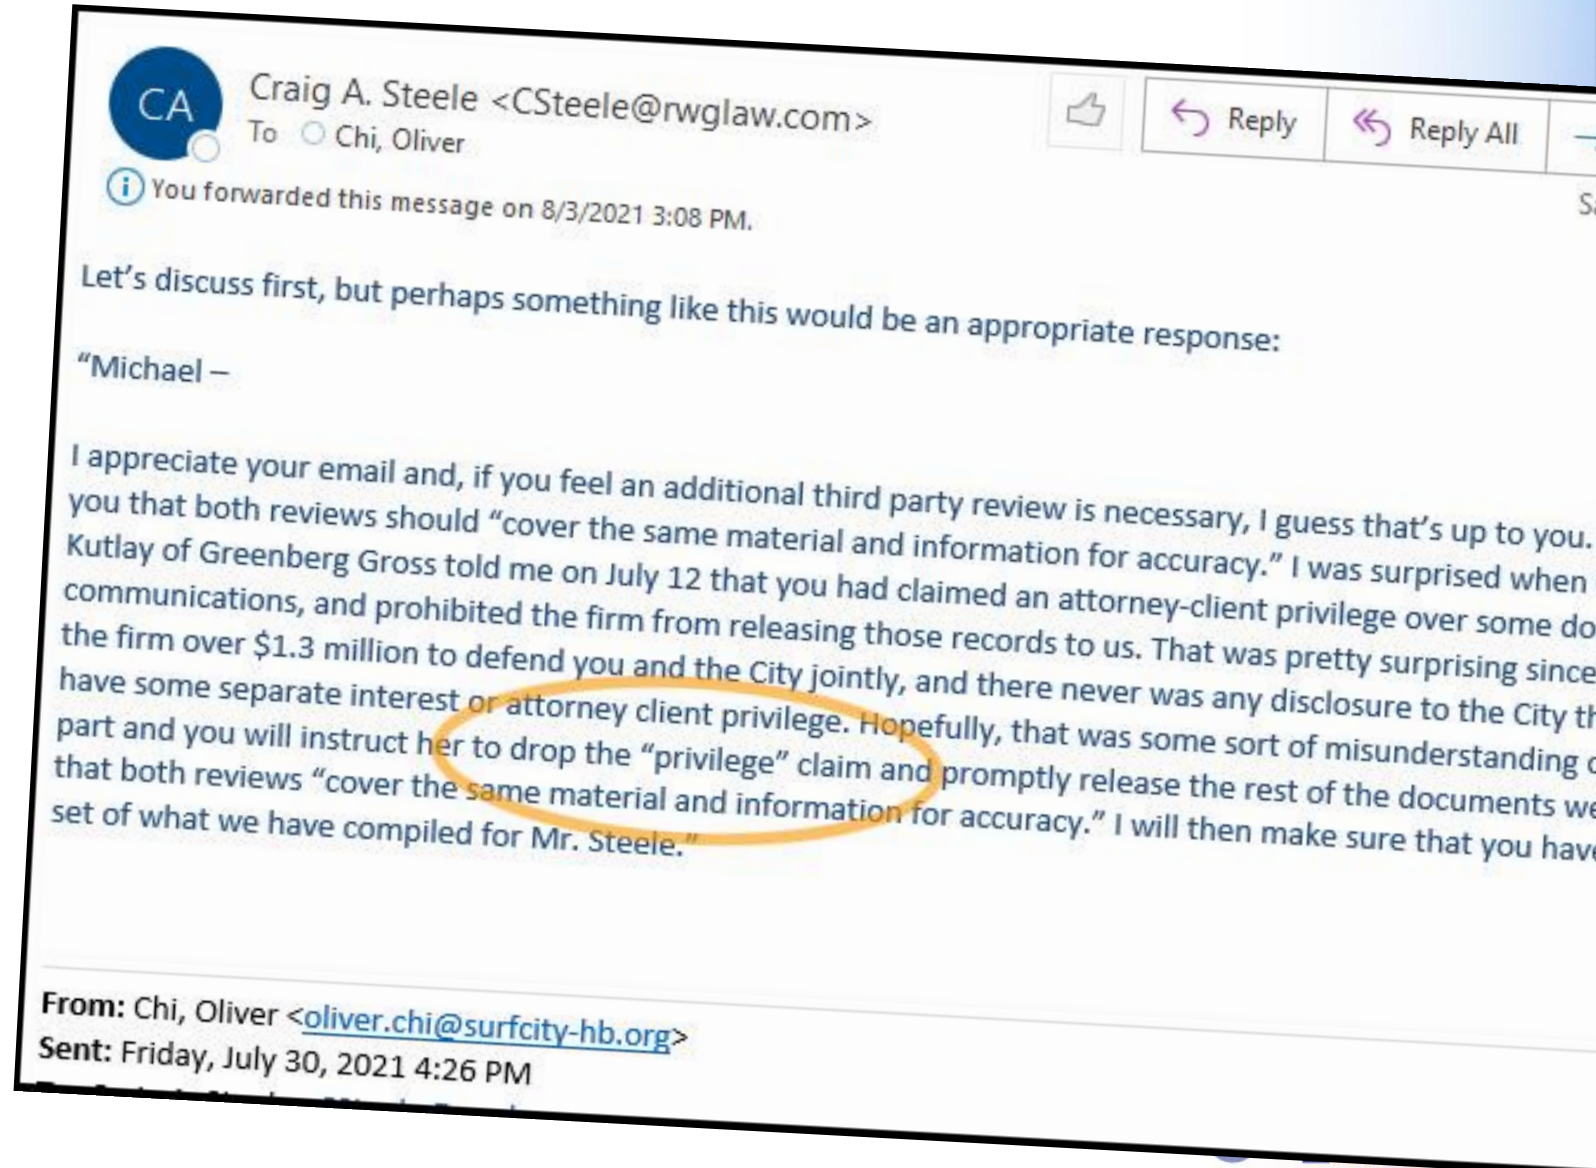 CA
Craig A. Steele <CSteele@rwglaw.com>
To Chi, Oliver
Reply
Reply All
You forwarded this message on 8/3/2021 3:08 PM.
Let's discuss first, but perhaps something like this would be an appropriate response:
"Michael –
I appreciate your email and, if you feel an additional third party review is necessary, I guess that's up to you.
you that both reviews should "cover the same material and information for accuracy." I was surprised when
Kutlay of Greenberg Gross told me on July 12 that you had claimed an attorney-client privilege over some
communications, and prohibited the firm from releasing those records to us. That was pretty surprising since
the firm over $1.3 million to defend you and the City jointly, and there never was any disclosure to the City
have some separate interest or attorney client privilege. Hopefully, that was some sort of misunderstanding
part and you will instruct her to drop the "privilege" claim and promptly release the rest of the documents
that both reviews "cover the same material and information for accuracy." I will then make sure that you
set of what we have compiled for Mr. Steele."
From: Chi, Oliver <oliver.chi@surfcity-hb.org>
Sent: Friday, July 30, 2021 4:26 PM